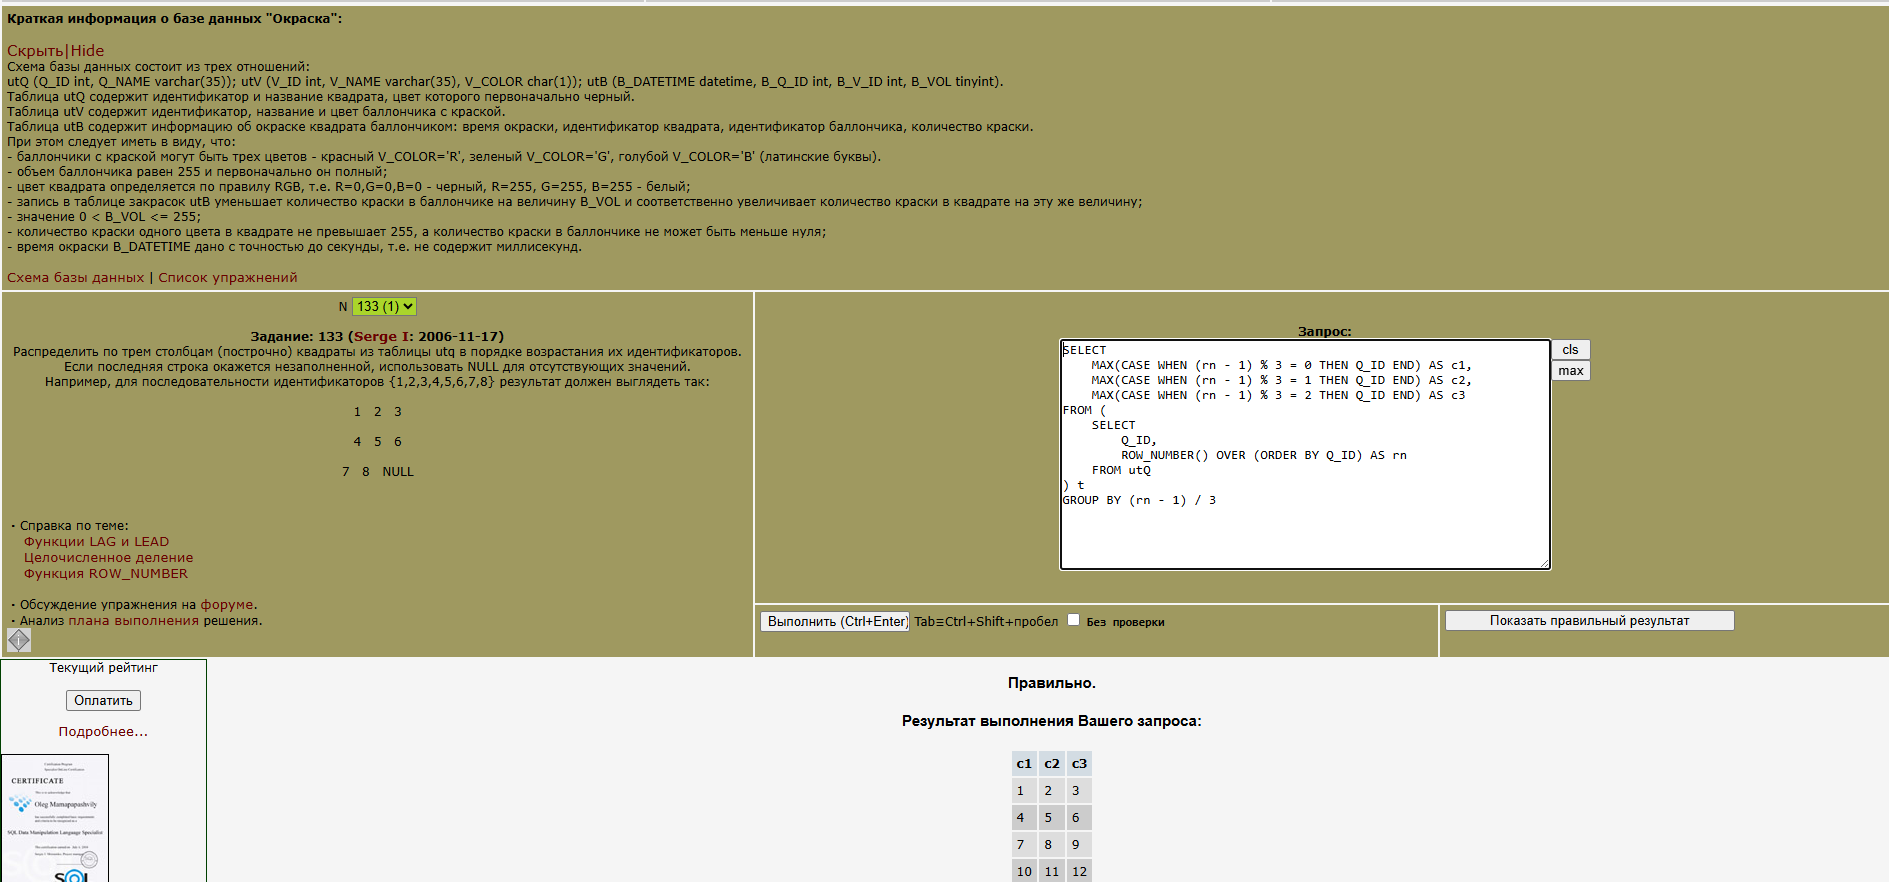 Краткая информация о базе данных "Окраска":
Скрыть|Hide
Схема базы данных состоит из трех отношений:
utQ (Q_ID int, Q_NAME varchar(35)); utV (V_ID int, V_NAME varchar(35), V_COLOR char(1)); utB (B_DATETIME datetime, B_Q_ID int, B_V_ID int, B_VOL tinyint).
Таблица utQ содержит идентификатор и название квадрата, цвет которого первоначально черный.
Таблица utV содержит идентификатор, название и цвет баллончика с краской.
Таблица utB содержит информацию об окраске квадрата баллончиком: время окраски, идентификатор квадрата, идентификатор баллончика, количество краски.
При этом следует иметь в виду, что:
- баллончики с краской могут быть трех цветов - красный V_COLOR='R', зеленый V_COLOR='G', голубой V_COLOR='B' (латинские буквы).
- объем баллончика равен 255 и первоначально он полный;
- цвет квадрата определяется по правилу RGB, т.е. R=0,G=0,B=0 - черный, R=255, G=255, B=255 - белый;
- запись в таблице закрасок utB уменьшает количество краски в баллончике на величину B_VOL и соответственно увеличивает количество краски в квадрате на эту же величину;
- значение 0 < B_VOL <= 255;
- количество краски одного цвета в квадрате не превышает 255, а количество краски в баллончике не может быть меньше нуля;
- время окраски B_DATETIME дано с точностью до секунды, т.е. не содержит миллисекунд.
Схема базы данных | Список упражнений
N 133 (1)
Задание: 133 (Serge I: 2006-11-17)
Распределить по трем столбцам (построчно) квадраты из таблицы utq в порядке возрастания их идентификаторов.
Если последняя строка окажется незаполненной, использовать NULL для отсутствующих значений.
Например, для последовательности идентификаторов {1,2,3,4,5,6,7,8} результат должен выглядеть так:
1 2 3
4 5 6
7 8 NULL
· Справка по теме:
Функции LAG и LEAD
Целочисленное деление
Функция ROW_NUMBER
· Обсуждение упражнения на форуме.
· Анализ плана выполнения решения.
Запрос:
SELECT
MAX(CASE WHEN (rn - 1) % 3 = 0 THEN Q_ID END) AS c1,
MAX(CASE WHEN (rn - 1) % 3 = 1 THEN Q_ID END) AS c2,
MAX(CASE WHEN (rn - 1) % 3 = 2 THEN Q_ID END) AS c3
FROM (
SELECT
Q_ID,
ROW_NUMBER() OVER (ORDER BY Q_ID) AS rn
FROM utQ
) t
GROUP BY (rn - 1) / 3
cls
max
Выполнить (Ctrl+Enter) Tab≡Ctrl+Shift+пробел Без проверки
Показать правильный результат
Текущий рейтинг
Оплатить
Подробнее...
CERTIFICATE
Oleg Mamapapashvily
SQL Data Manipulation Language Specialist
Правильно.
Результат выполнения Вашего запроса:
c1 c2 c3
1 2 3
4 5 6
7 8 9
10 11 12